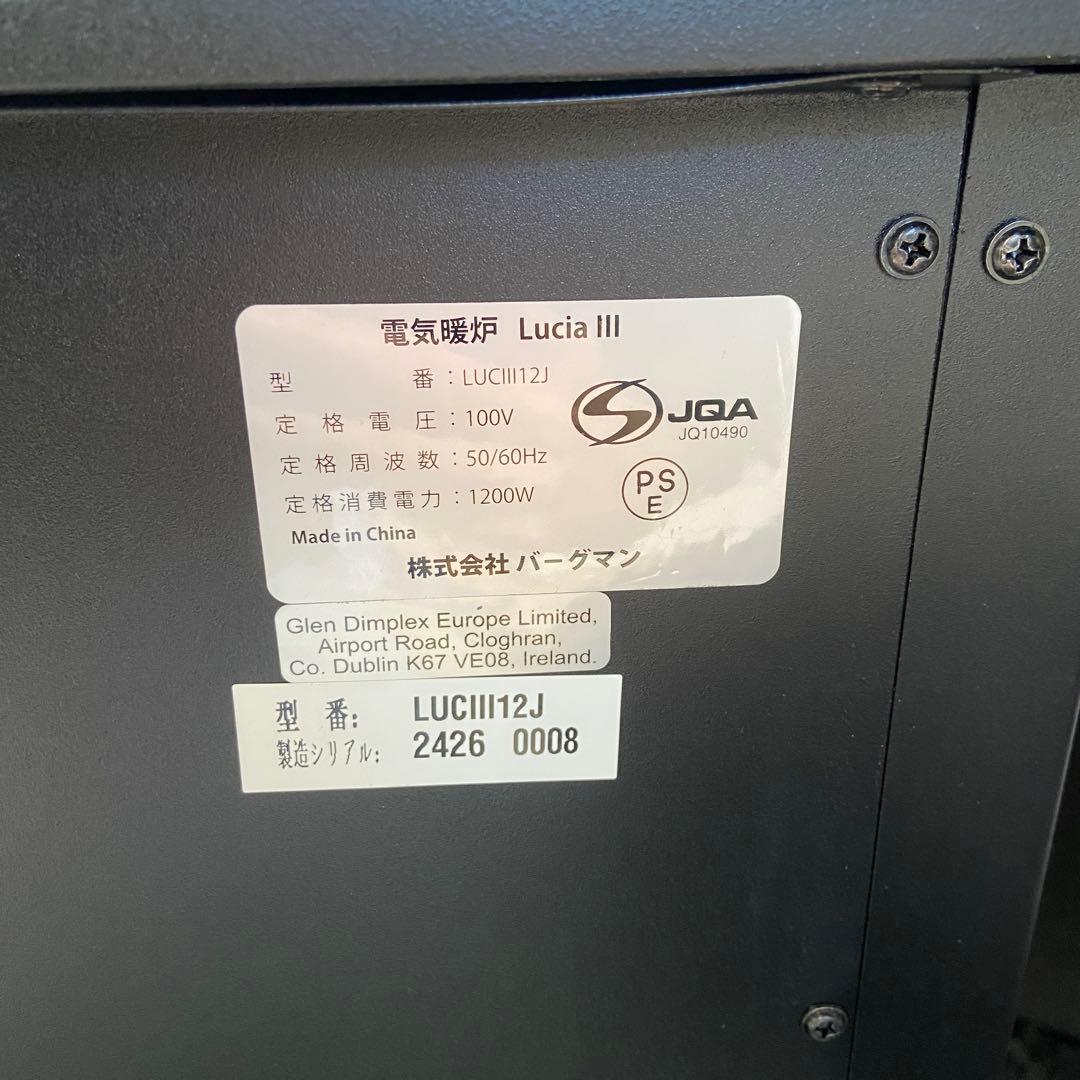 電気暖炉 Lucia III
型番：LUCIII12J
定格電圧：100V
定格周波数：50/60Hz
定格消費電力：1200W
Made in China
JQA
JQ10490
PS
E
株式会社 バーグマン
Glen Dimplex Europe Limited,
Airport Road, Cloghran,
Co. Dublin K67 VE08, Ireland.
型番: LUCIII12J
製造シリアル: 2426 0008